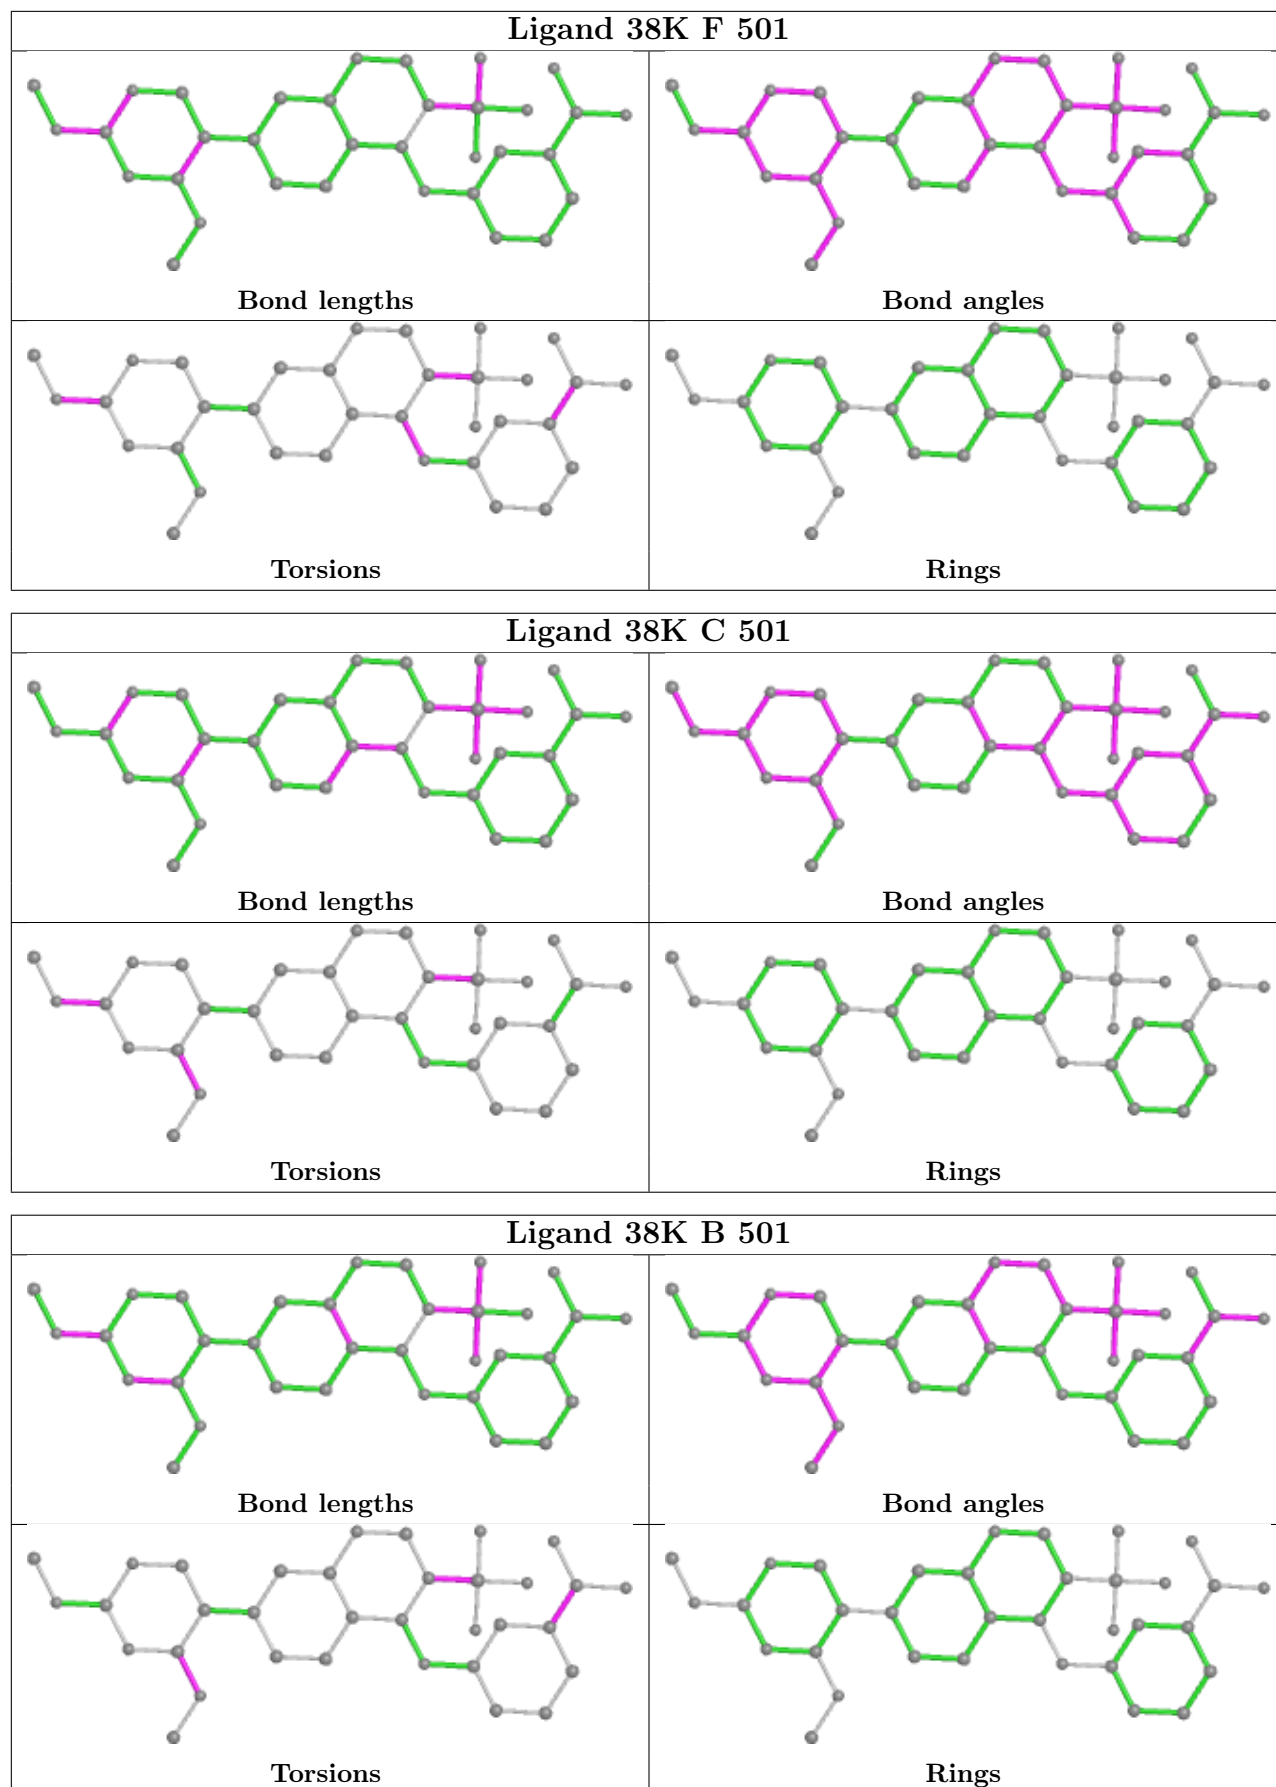 Ligand 38K F 501
Bond lengths
Bond angles
Torsions
Rings
Ligand 38K C 501
Bond lengths
Bond angles
Torsions
Rings
Ligand 38K B 501
Bond lengths
Bond angles
Torsions
Rings